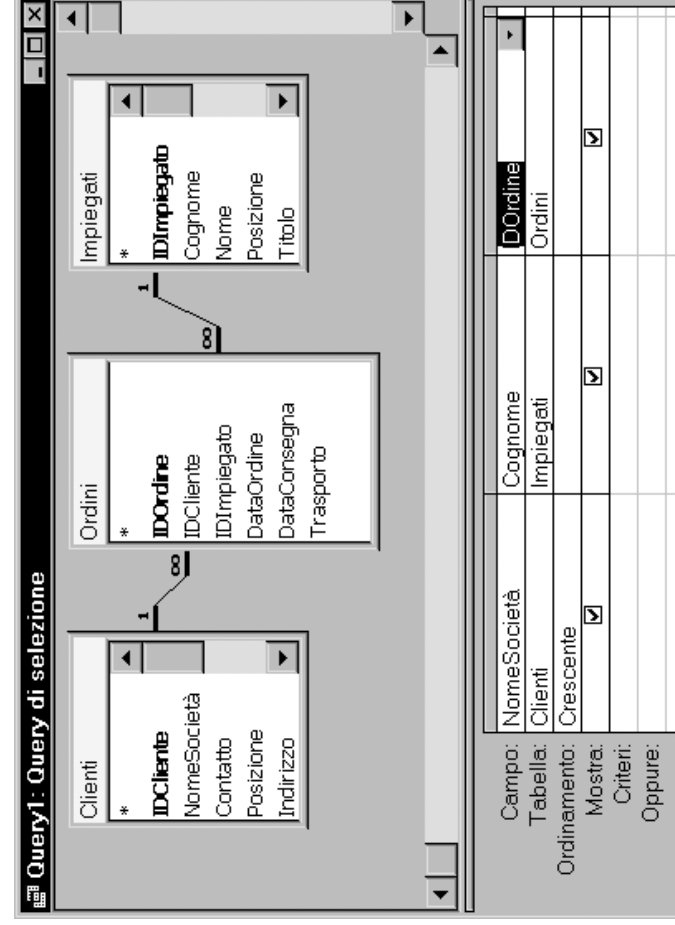 Query1: Query di selezione
Clienti
*
IDCliente
NomeSocietà
Contatto
Posizione
Indirizzo
1
∞
Ordini
*
IDOrdine
IDCliente
IDImpiegato
DataOrdine
DataConsegna
Trasporto
∞
1
Impiegati
*
IDImpiegato
Cognome
Nome
Posizione
Titolo
Campo: NomeSocietà Cognome IDOrdine
Tabella: Clienti Impiegati Ordini
Ordinamento: Crescente
Mostra:
Criteri:
Oppure: